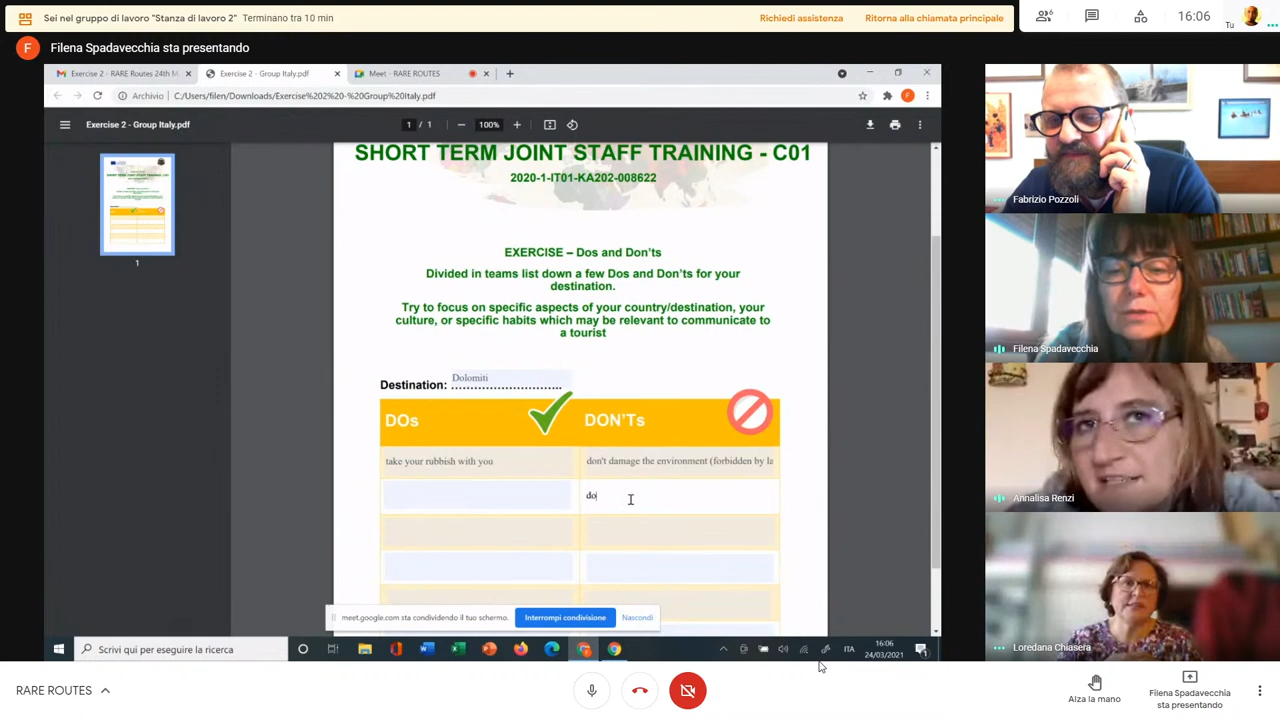 Sei nel gruppo di lavoro "Stanza di lavoro 2" Terminano tra 10 min
Richiedi assistenza
Ritorna alla chiamata principale
6
16:06
Tu
F Filena Spadavecchia sta presentando
Exercise 2 - RARE Routes 24th M
Exercise 2 - Group Italy.pdf
Meet - RARE ROUTES
Archivio
C:/Users/filen/Downloads/Exercise%202%20-%20Group%20Italy.pdf
F
Exercise 2 - Group Italy.pdf
1 / 1
100%
1
SHORT TERM JOINT STAFF TRAINING - C01
2020-1-IT01-KA202-008622
EXERCISE – Dos and Don'ts
Divided in teams list down a few Dos and Don'ts for your
destination.
Try to focus on specific aspects of your country/destination, your
culture, or specific habits which may be relevant to communicate to
a tourist
Destination: Dolomiti
DOs
DON'Ts
take your rubbish with you
don't damage the environment (forbidden by la
do
meet.google.com sta condividendo il tuo schermo.
Interrompi condivisione
Nascondi
Scrivi qui per eseguire la ricerca
ITA
16:06
24/03/2021
1
Fabrizio Pozzoli
Filena Spadavecchia
Annalisa Renzi
Loredana Chiasera
RARE ROUTES
Alza la mano
Filena Spadavecchia
sta presentando